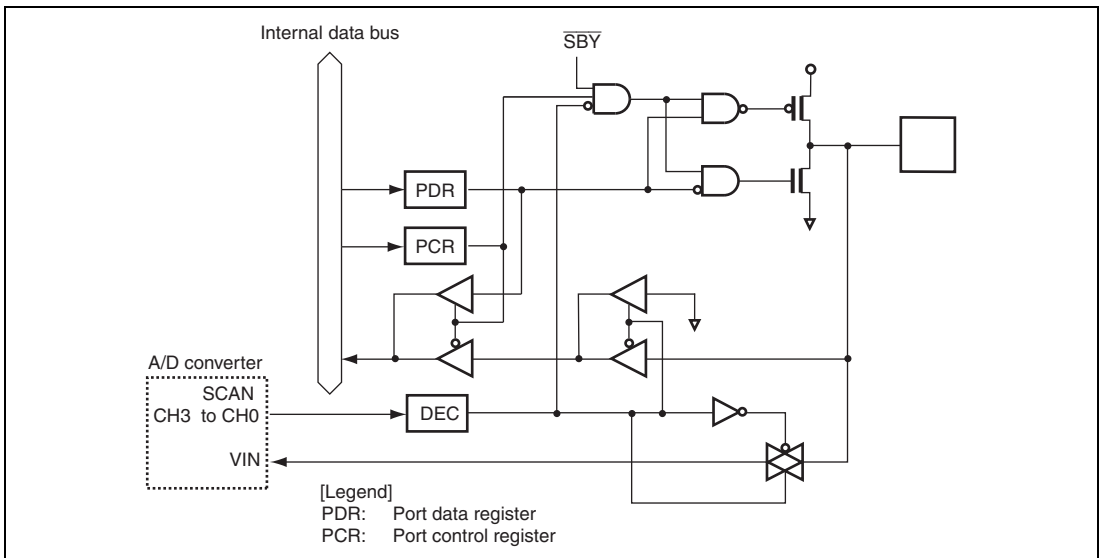 Internal data bus
SBY
PDR
PCR
A/D converter
SCAN
CH3 to CH0
DEC
VIN
[Legend]
PDR: Port data register
PCR: Port control register